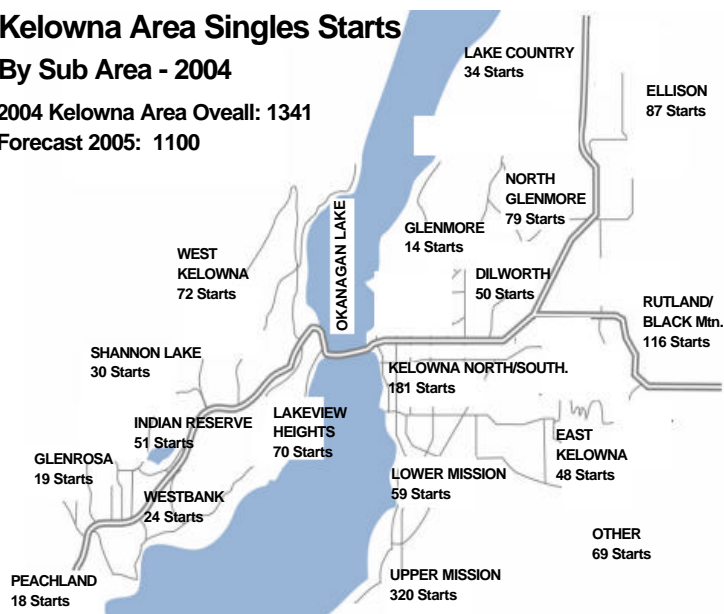 Kelowna Area Singles Starts
By Sub Area - 2004
2004 Kelowna Area Oveall: 1341
Forecast 2005: 1100
LAKE COUNTRY
34 Starts
ELLISON
87 Starts
NORTH
GLENMORE
79 Starts
GLENMORE
14 Starts
OKANAGAN LAKE
WEST
KELOWNA
72 Starts
DILWORTH
50 Starts
RUTLAND/
BLACK Mtn.
116 Starts
SHANNON LAKE
30 Starts
KELOWNA NORTH/SOUTH.
181 Starts
INDIAN RESERVE
51 Starts
LAKEVIEW
HEIGHTS
70 Starts
EAST
KELOWNA
48 Starts
GLENROSA
19 Starts
LOWER MISSION
59 Starts
WESTBANK
24 Starts
OTHER
69 Starts
PEACHLAND
18 Starts
UPPER MISSION
320 Starts